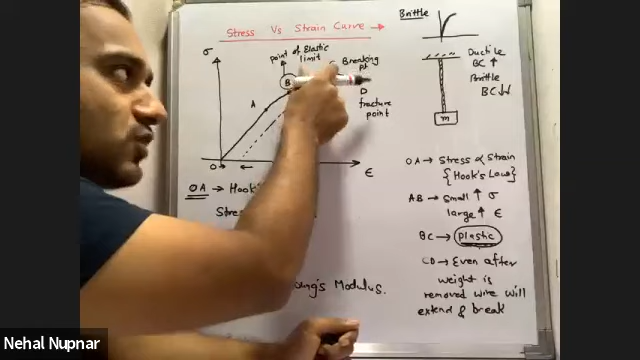 Stress Vs Strain Curve →
σ
point of Elastic
limit
C Breaking
pt
B
A
D
fracture
point
O
ε
OA → Hook's
Stres
ng's Modulus.
Brittle
Ductile
BC ↑
Brittle
BC ↓↓
m
OA → Stress ∝ Strain
{Hook's Law}
AB → small ↑ σ
large ↑ ε
BC → plastic
CD → Even after
weight is
removed wire will
extend & break
Nehal Nupnar